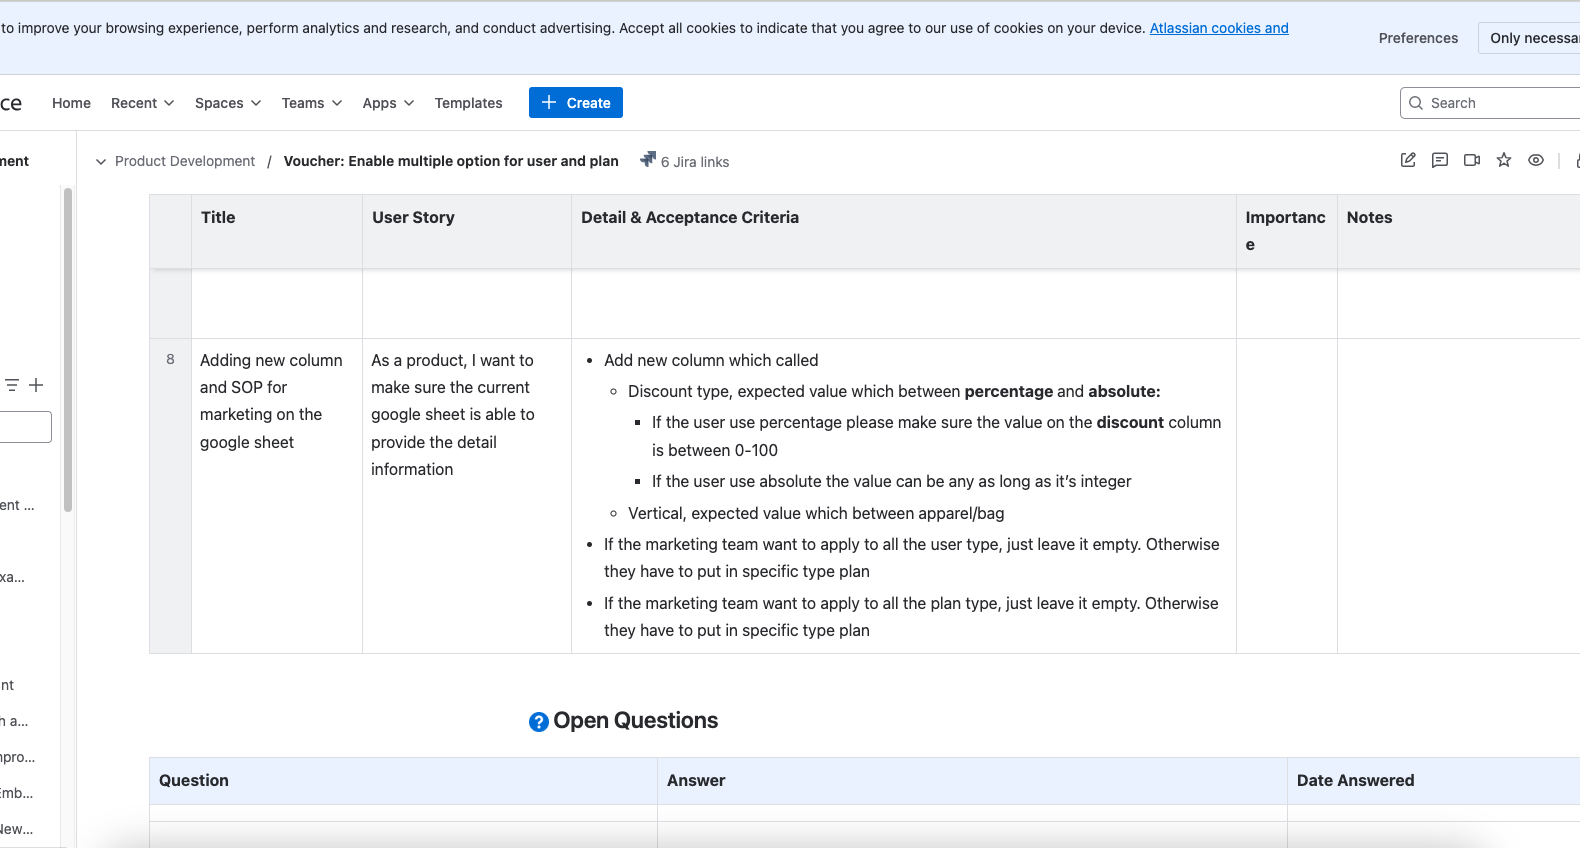 to improve your browsing experience, perform analytics and research, and conduct advertising. Accept all cookies to indicate that you agree to our use of cookies on your device. Atlassian cookies and
Preferences
Only necessa
ce
Home
Recent
Spaces
Teams
Apps
Templates
Create
Search
ment
Product Development / Voucher: Enable multiple option for user and plan
6 Jira links
Title
User Story
Detail & Acceptance Criteria
Importanc
e
Notes
8
Adding new column
and SOP for
marketing on the
google sheet
As a product, I want to
make sure the current
google sheet is able to
provide the detail
information
Add new column which called
Discount type, expected value which between percentage and absolute:
If the user use percentage please make sure the value on the discount column
is between 0-100
If the user use absolute the value can be any as long as it's integer
Vertical, expected value which between apparel/bag
If the marketing team want to apply to all the user type, just leave it empty. Otherwise
they have to put in specific type plan
If the marketing team want to apply to all the plan type, just leave it empty. Otherwise
they have to put in specific type plan
ent ...
xa...
nt
h a...
npro...
Emb...
New...
Open Questions
Question
Answer
Date Answered